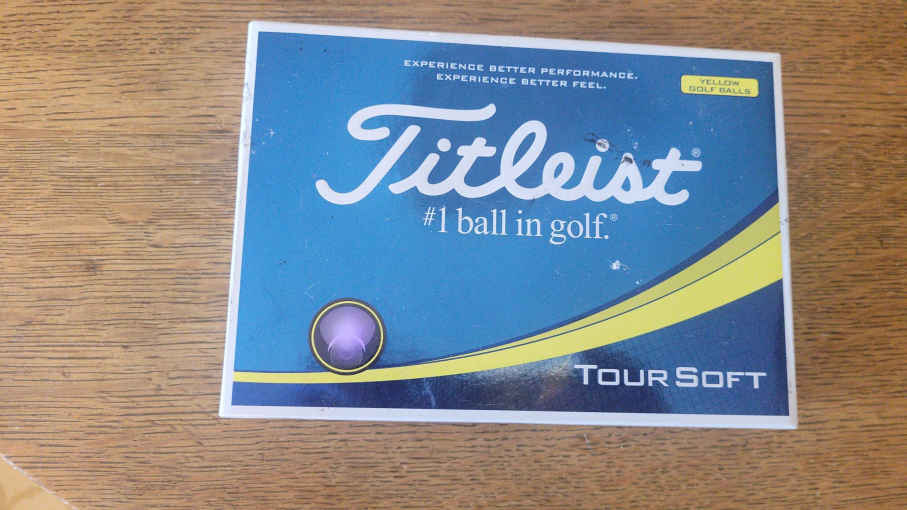 EXPERIENCE BETTER PERFORMANCE.
EXPERIENCE BETTER FEEL.
YELLOW
GOLF BALLS
Titleist®
#1 ball in golf.®
TOUR SOFT